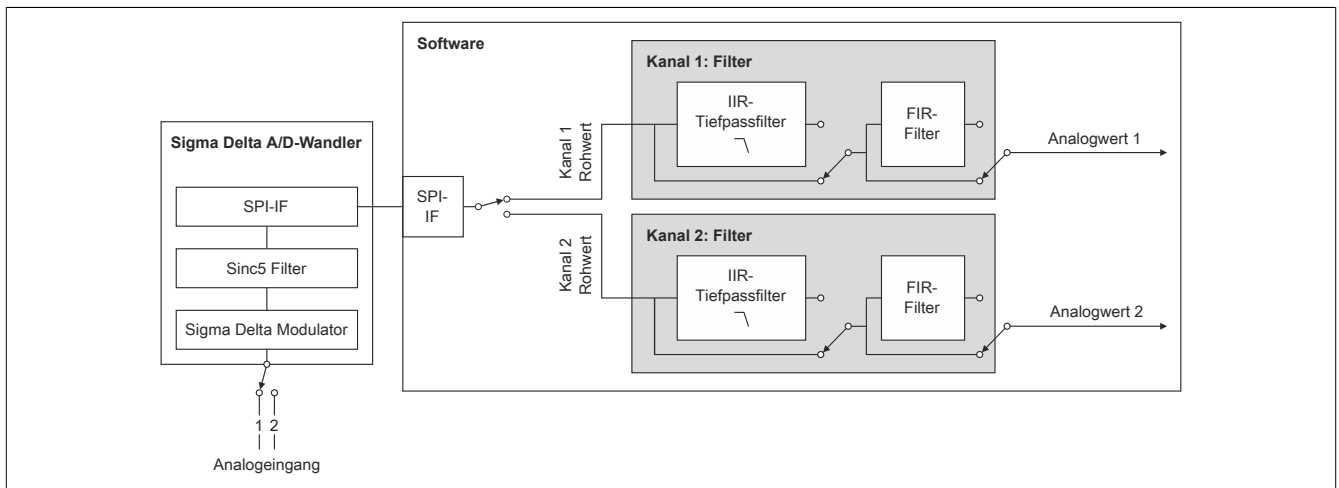 Software
Kanal 1: Filter
IIR-
Tiefpassfilter
FIR-
Filter
Analogwert 1
Kanal 1
Rohwert
Sigma Delta A/D-Wandler
SPI-IF
Sinc5 Filter
Sigma Delta Modulator
SPI-
IF
Kanal 2
Rohwert
Kanal 2: Filter
IIR-
Tiefpassfilter
FIR-
Filter
Analogwert 2
1 2
Analogeingang